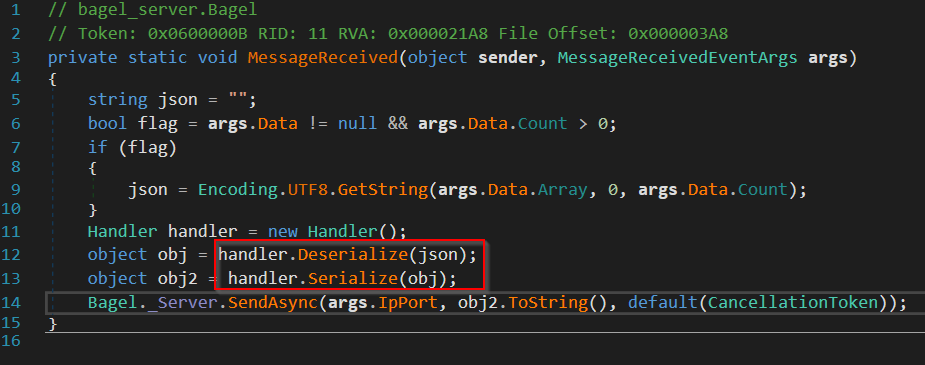 1 // bagel_server.Bagel
2 // Token: 0x0600000B RID: 11 RVA: 0x000021A8 File Offset: 0x000003A8
3 private static void MessageReceived(object sender, MessageReceivedEventArgs args)
4 {
5 string json = "";
6 bool flag = args.Data != null && args.Data.Count > 0;
7 if (flag)
8 {
9 json = Encoding.UTF8.GetString(args.Data.Array, 0, args.Data.Count);
10 }
11 Handler handler = new Handler();
12 object obj = handler.Deserialize(json);
13 object obj2 = handler.Serialize(obj);
14 Bagel._Server.SendAsync(args.IpPort, obj2.ToString(), default(CancellationToken));
15 }
16